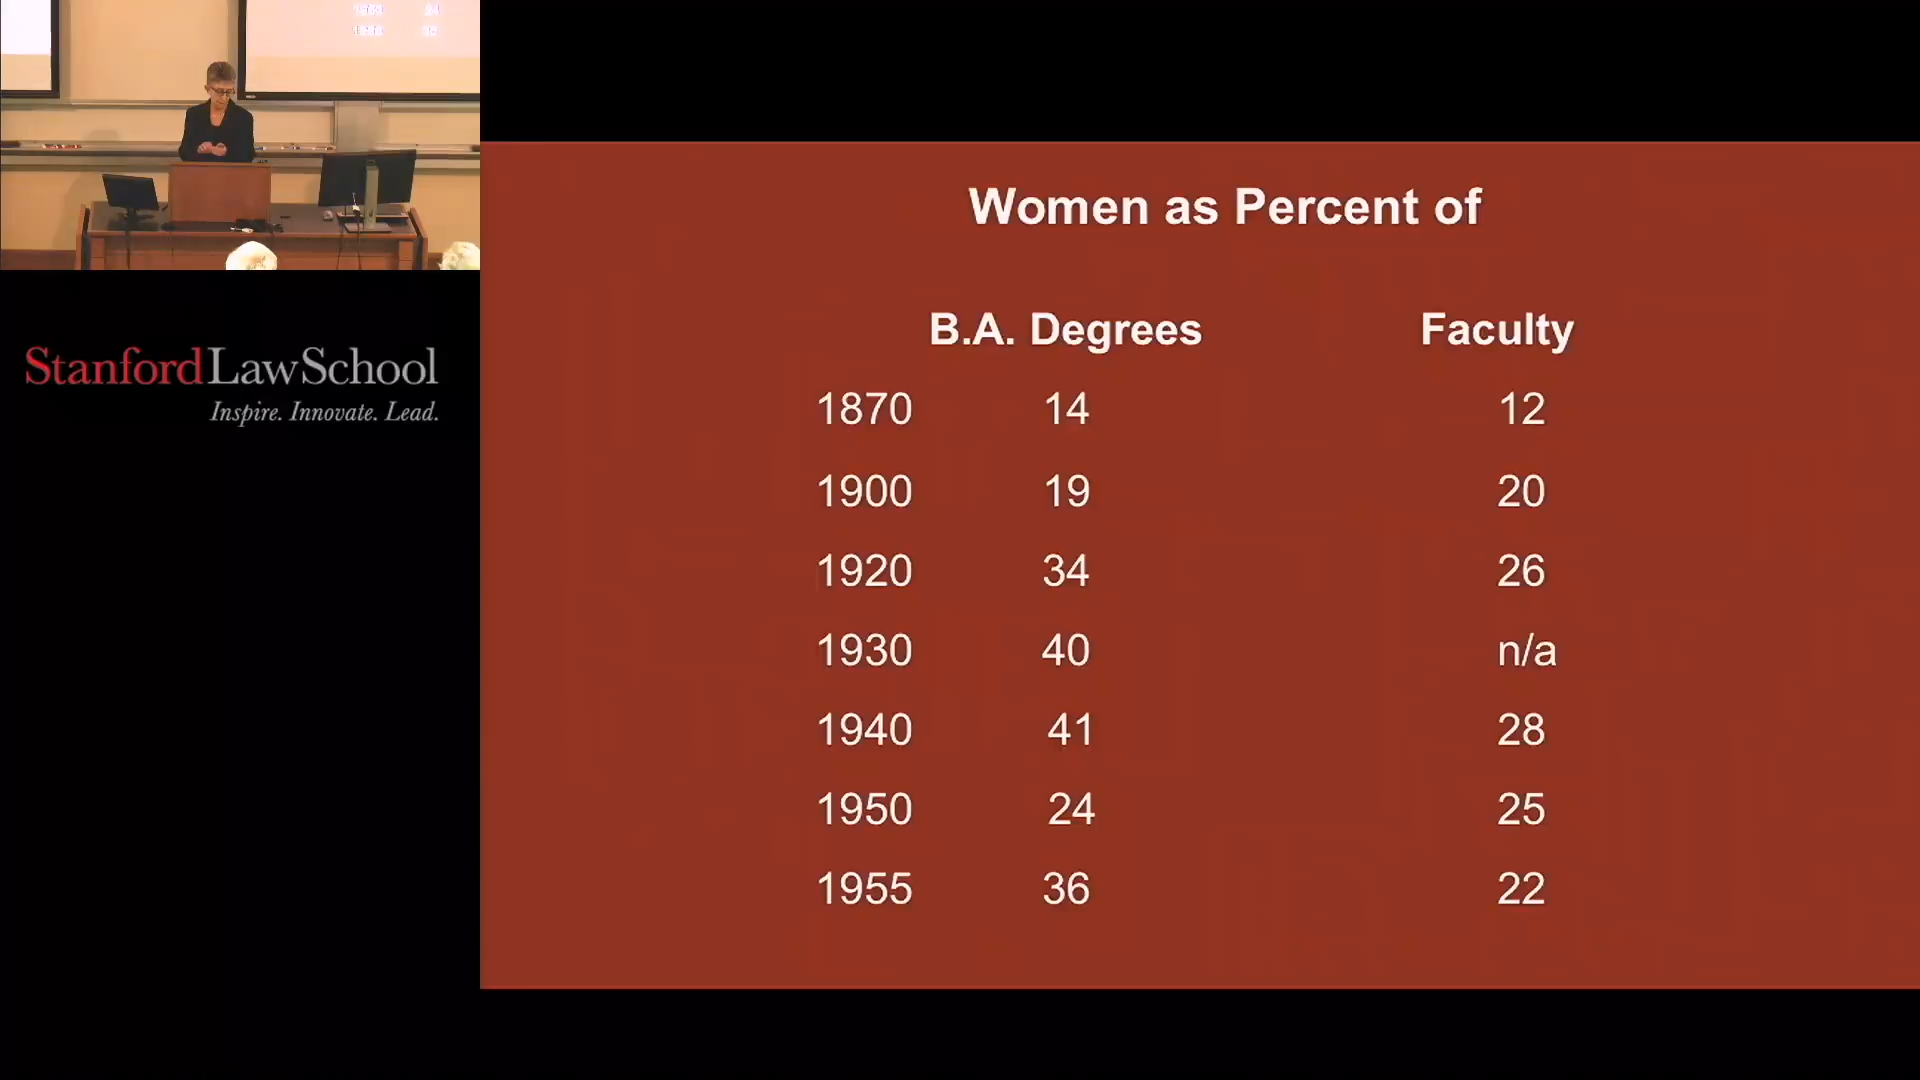 Stanford Law School
Inspire. Innovate. Lead.
Women as Percent of
B.A. Degrees Faculty
1870 14 12
1900 19 20
1920 34 26
1930 40 n/a
1940 41 28
1950 24 25
1955 36 22